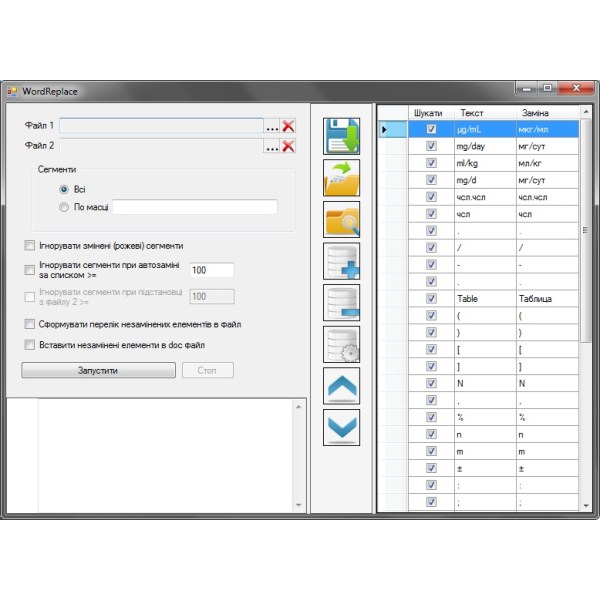 WordReplace
Файл 1 ...
Файл 2 ...
Сегменти
Всі
По масці
Ігнорувати змінені (рожеві) сегменти
Ігнорувати сегменти при автозаміні
за списком >= 100
Ігнорувати сегменти при підстановці
з файлу 2 >= 100
Сформувати перелік незамінених елементів в файл
Вставити незамінені елементи в doc файл
Запустити Стоп
Шукати Текст Заміна
µg/mL мкг/мл
mg/day мг/сут
ml/kg мл/кг
mg/d мг/сут
чсл.чсл чсл.чсл
чсл чсл
. .
/ /
- -
. .
Table Таблица
( (
) )
[ [
] ]
N N
, ,
% %
n n
m m
± ±
: :
; ;